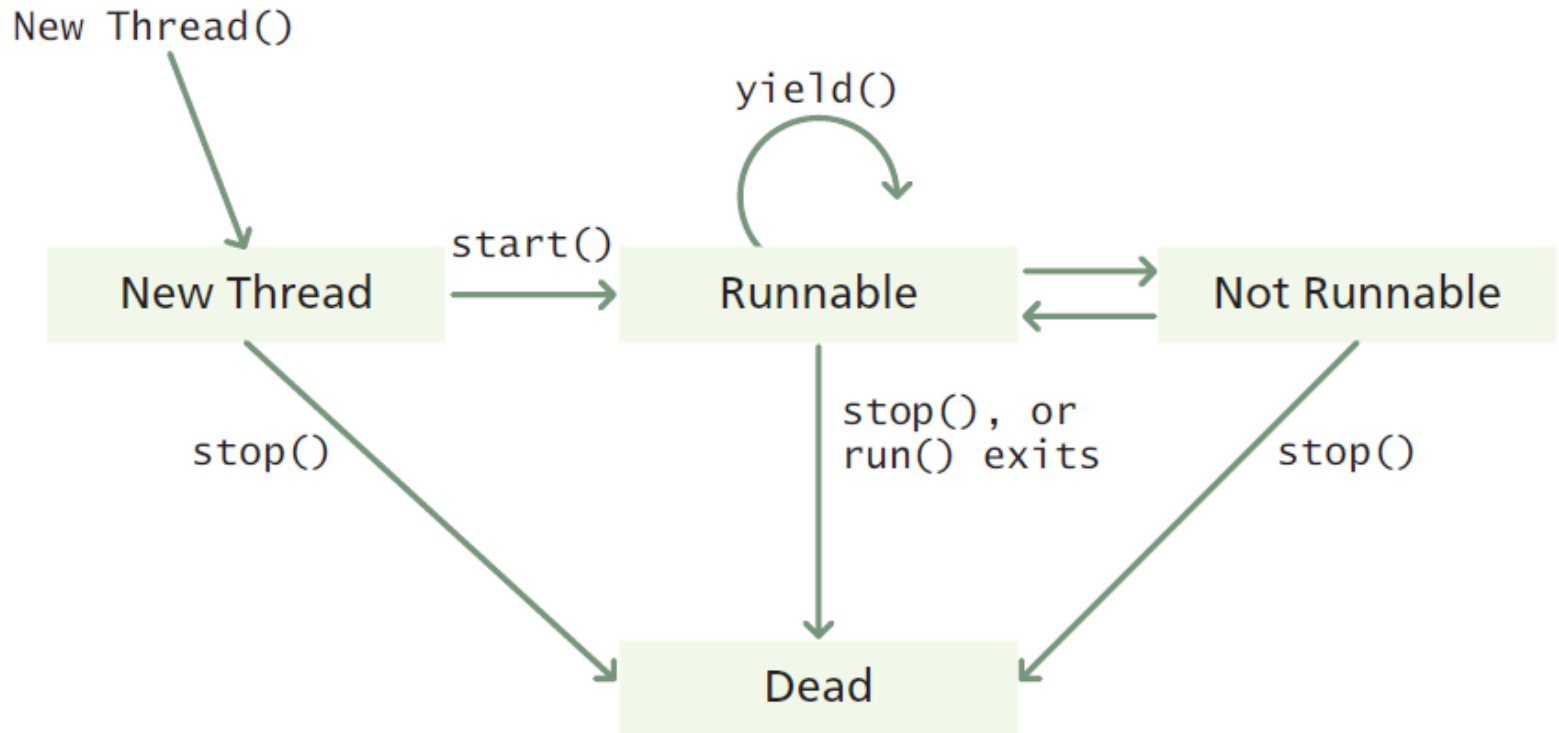 New Thread()
yield()
start()
New Thread
Runnable
Not Runnable
stop(), or
run() exits
stop()
stop()
Dead